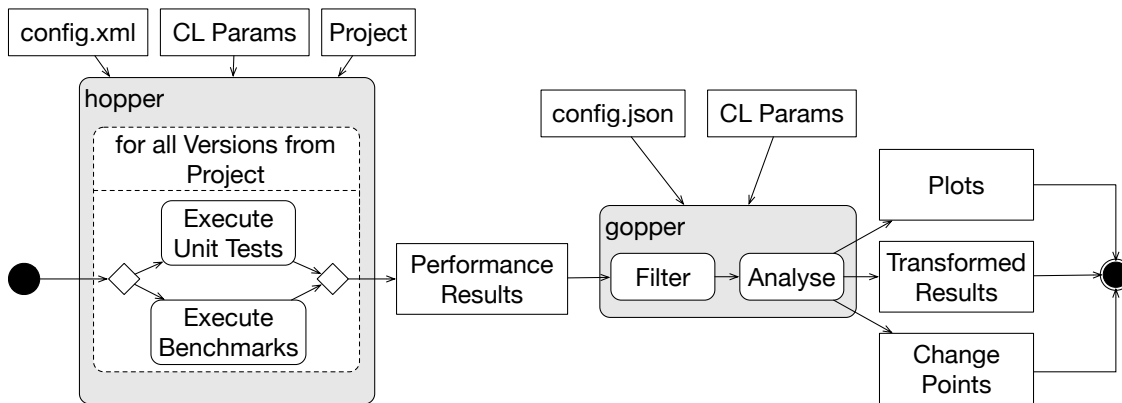 config.xml
CL Params
Project
hopper
for all Versions from
Project
Execute
Unit Tests
Execute
Benchmarks
Performance
Results
config.json
CL Params
gopper
Filter
Analyse
Plots
Transformed
Results
Change
Points